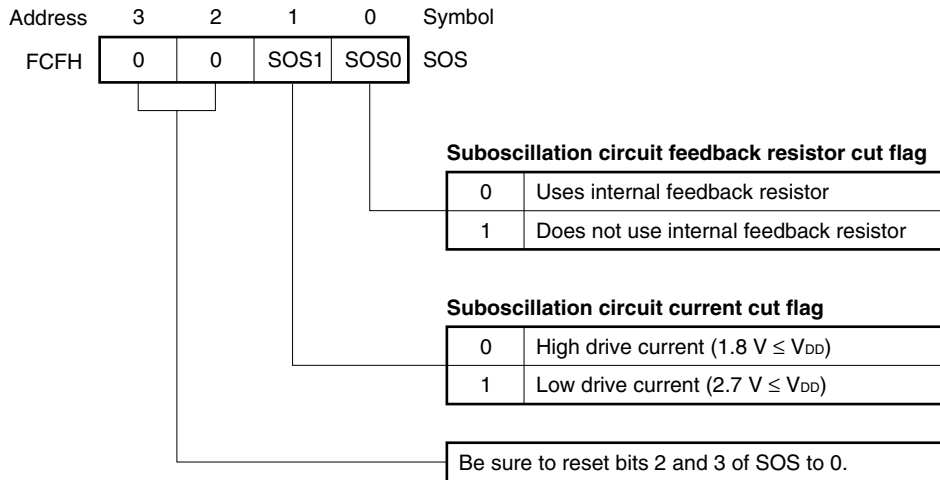 Address 3 2 1 0 Symbol
FCFH 0 0 SOS1 SOS0 SOS
Suboscillation circuit feedback resistor cut flag
0 Uses internal feedback resistor
1 Does not use internal feedback resistor
Suboscillation circuit current cut flag
0 High drive current (1.8 V ≤ VDD)
1 Low drive current (2.7 V ≤ VDD)
Be sure to reset bits 2 and 3 of SOS to 0.